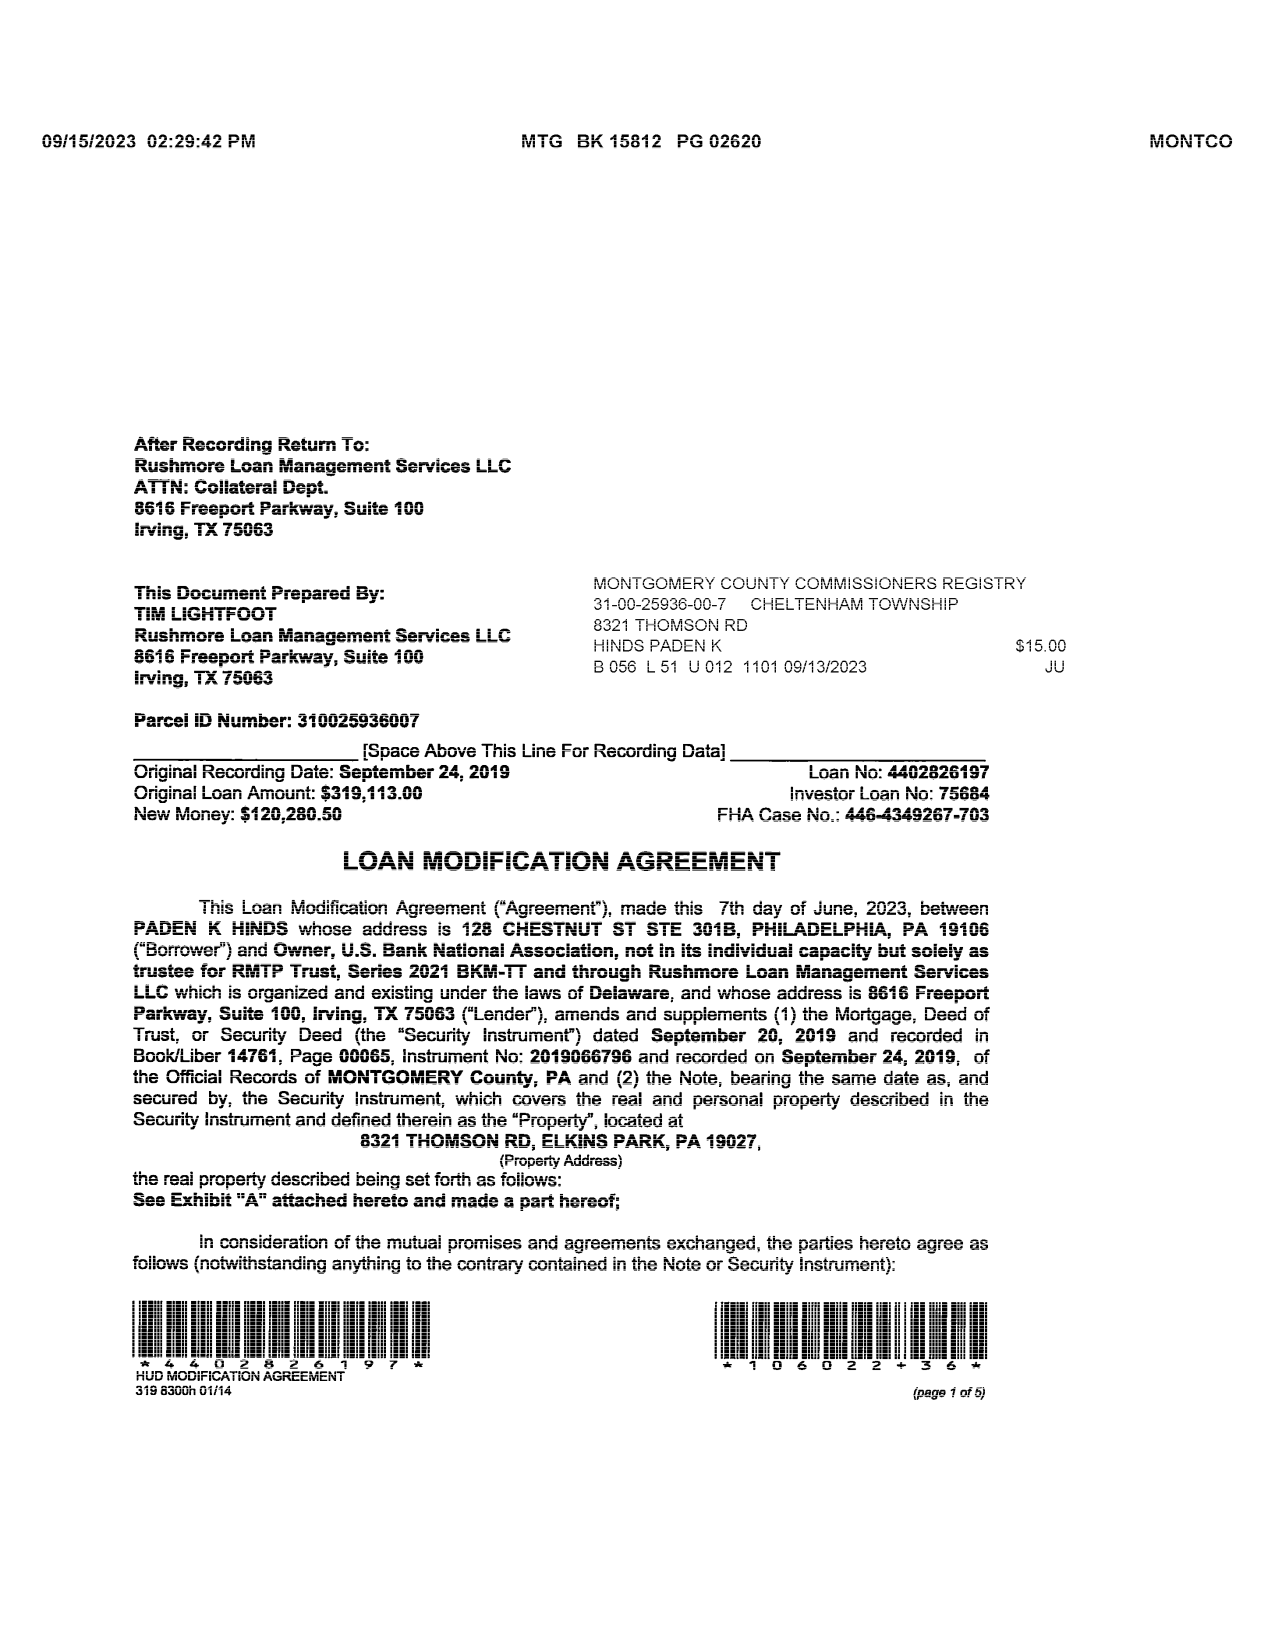 09/15/2023 02:29:42 PM MTG BK 15812 PG 02620 MONTCO
After Recording Return To:
Rushmore Loan Management Services LLC
ATTN: Collateral Dept.
8616 Freeport Parkway, Suite 100
Irving, TX 75063
This Document Prepared By:
TIM LIGHTFOOT
Rushmore Loan Management Services LLC
8616 Freeport Parkway, Suite 100
Irving, TX 75063
MONTGOMERY COUNTY COMMISSIONERS REGISTRY
31-00-25936-00-7 CHELTENHAM TOWNSHIP
8321 THOMSON RD
HINDS PADEN K $15.00
B 056 L 51 U 012 1101 09/13/2023 JU
Parcel ID Number: 310025936007
[Space Above This Line For Recording Data]
Original Recording Date: September 24, 2019 Loan No: 4402826197
Original Loan Amount: $319,113.00 Investor Loan No: 75684
New Money: $120,280.50 FHA Case No.: 446-4349267-703
LOAN MODIFICATION AGREEMENT
This Loan Modification Agreement ("Agreement"), made this 7th day of June, 2023, between
PADEN K HINDS whose address is 128 CHESTNUT ST STE 301B, PHILADELPHIA, PA 19106
("Borrower") and Owner, U.S. Bank National Association, not in its individual capacity but solely as
trustee for RMTP Trust, Series 2021 BKM-TT and through Rushmore Loan Management Services
LLC which is organized and existing under the laws of Delaware, and whose address is 8616 Freeport
Parkway, Suite 100, Irving, TX 75063 ("Lender"), amends and supplements (1) the Mortgage, Deed of
Trust, or Security Deed (the "Security Instrument") dated September 20, 2019 and recorded in
Book/Liber 14761, Page 00065, Instrument No: 2019066796 and recorded on September 24, 2019, of
the Official Records of MONTGOMERY County, PA and (2) the Note, bearing the same date as, and
secured by, the Security Instrument, which covers the real and personal property described in the
Security Instrument and defined therein as the "Property", located at
8321 THOMSON RD, ELKINS PARK, PA 19027,
(Property Address)
the real property described being set forth as follows:
See Exhibit "A" attached hereto and made a part hereof;
In consideration of the mutual promises and agreements exchanged, the parties hereto agree as
follows (notwithstanding anything to the contrary contained in the Note or Security Instrument):
* 4 4 0 2 8 2 6 1 9 7 * * 1 0 6 0 2 2 + 3 6 *
HUD MODIFICATION AGREEMENT
319 8300h 01/14 (page 1 of 5)